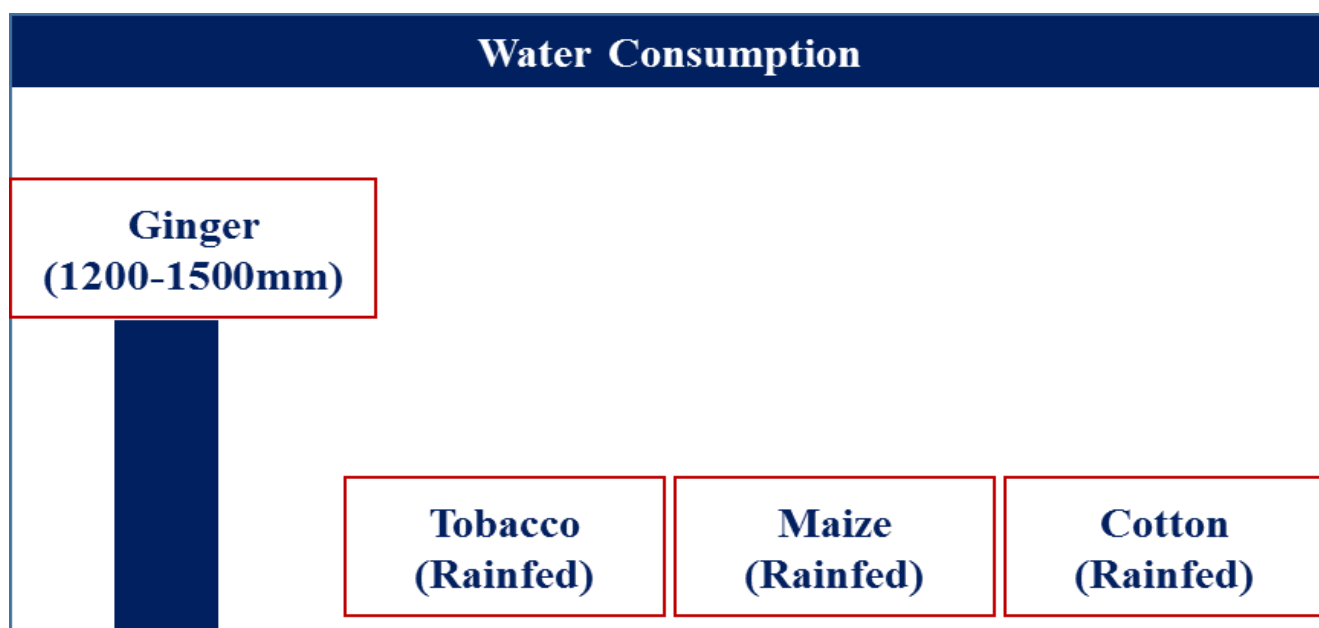 Water Consumption
Ginger
(1200-1500mm)
Tobacco
(Rainfed)
Maize
(Rainfed)
Cotton
(Rainfed)